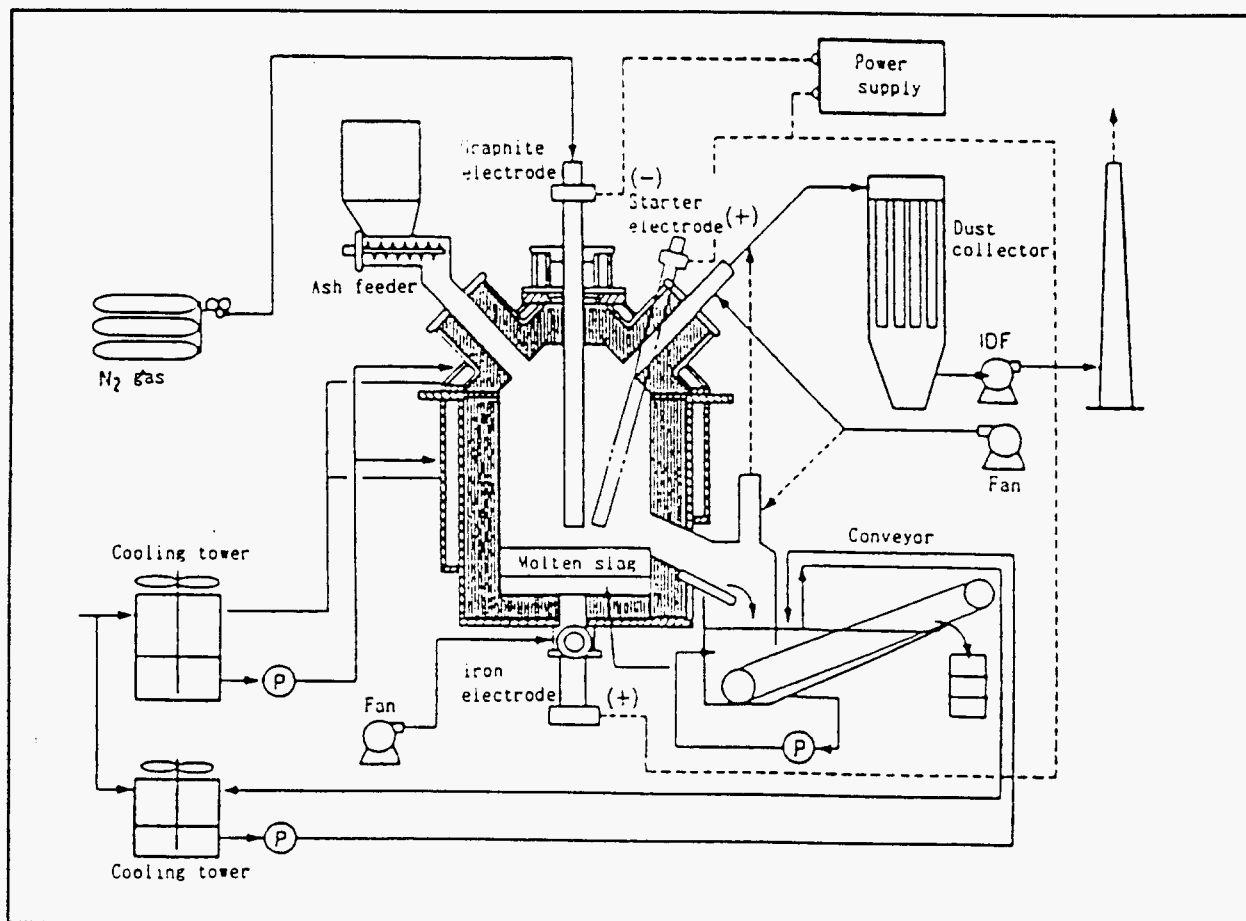 Power
supply
Graphite
electrode
(-)
Starter
electrode
(+)
Dust
collector
Ash feeder
N2 gas
IDF
Fan
Cooling tower
Molten slag
Conveyor
P
Iron
electrode
(+)
Fan
P
P
Cooling tower